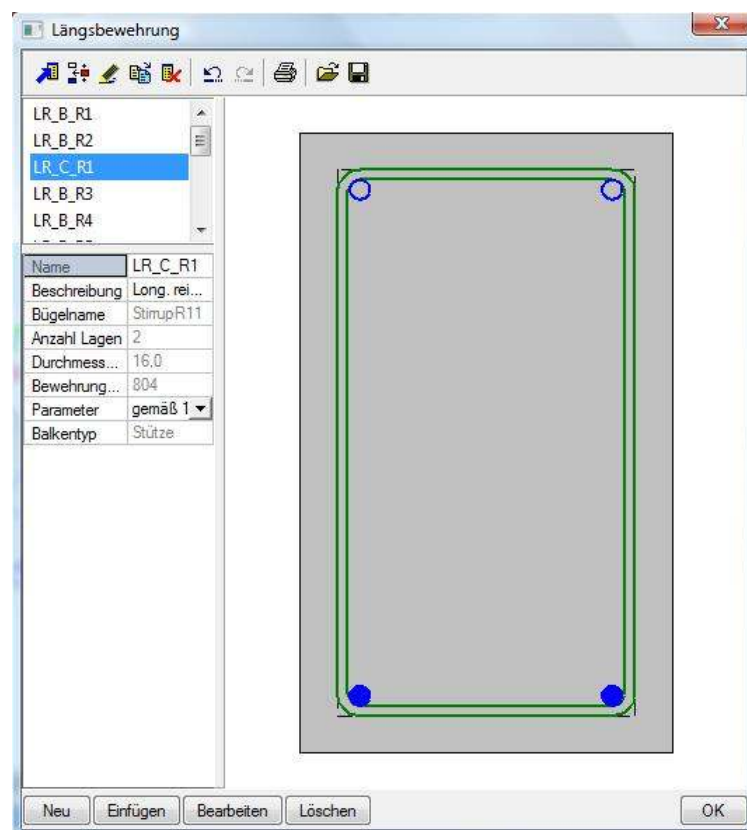 Längsbewehrung
LR_B_R1
LR_B_R2
LR_C_R1
LR_B_R3
LR_B_R4
Name LR_C_R1
Beschreibung Long. rei...
Bügelname StirrupR11
Anzahl Lagen 2
Durchmess... 16,0
Bewehrung... 804
Parameter gemäß 1
Balkentyp Stütze
Neu Einfügen Bearbeiten Löschen OK